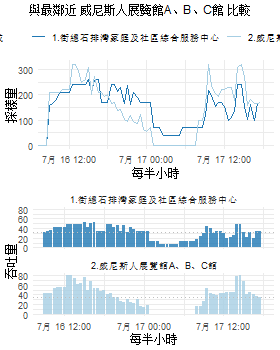 與最鄰近 威尼斯人展覽館A、B、C館 比較
1.街總石排灣家庭及社區綜合服務中心
2.威尼斯
採樣量
300
200
100
0
7月 16 12:00
7月 17 00:00
7月 17 12:00
每半小時
1.街總石排灣家庭及社區綜合服務中心
吞吐量
80
60
40
20
0
2.威尼斯人展覽館A、B、C館
80
60
40
20
0
7月 16 12:00
7月 17 00:00
7月 17 12:00
每半小時